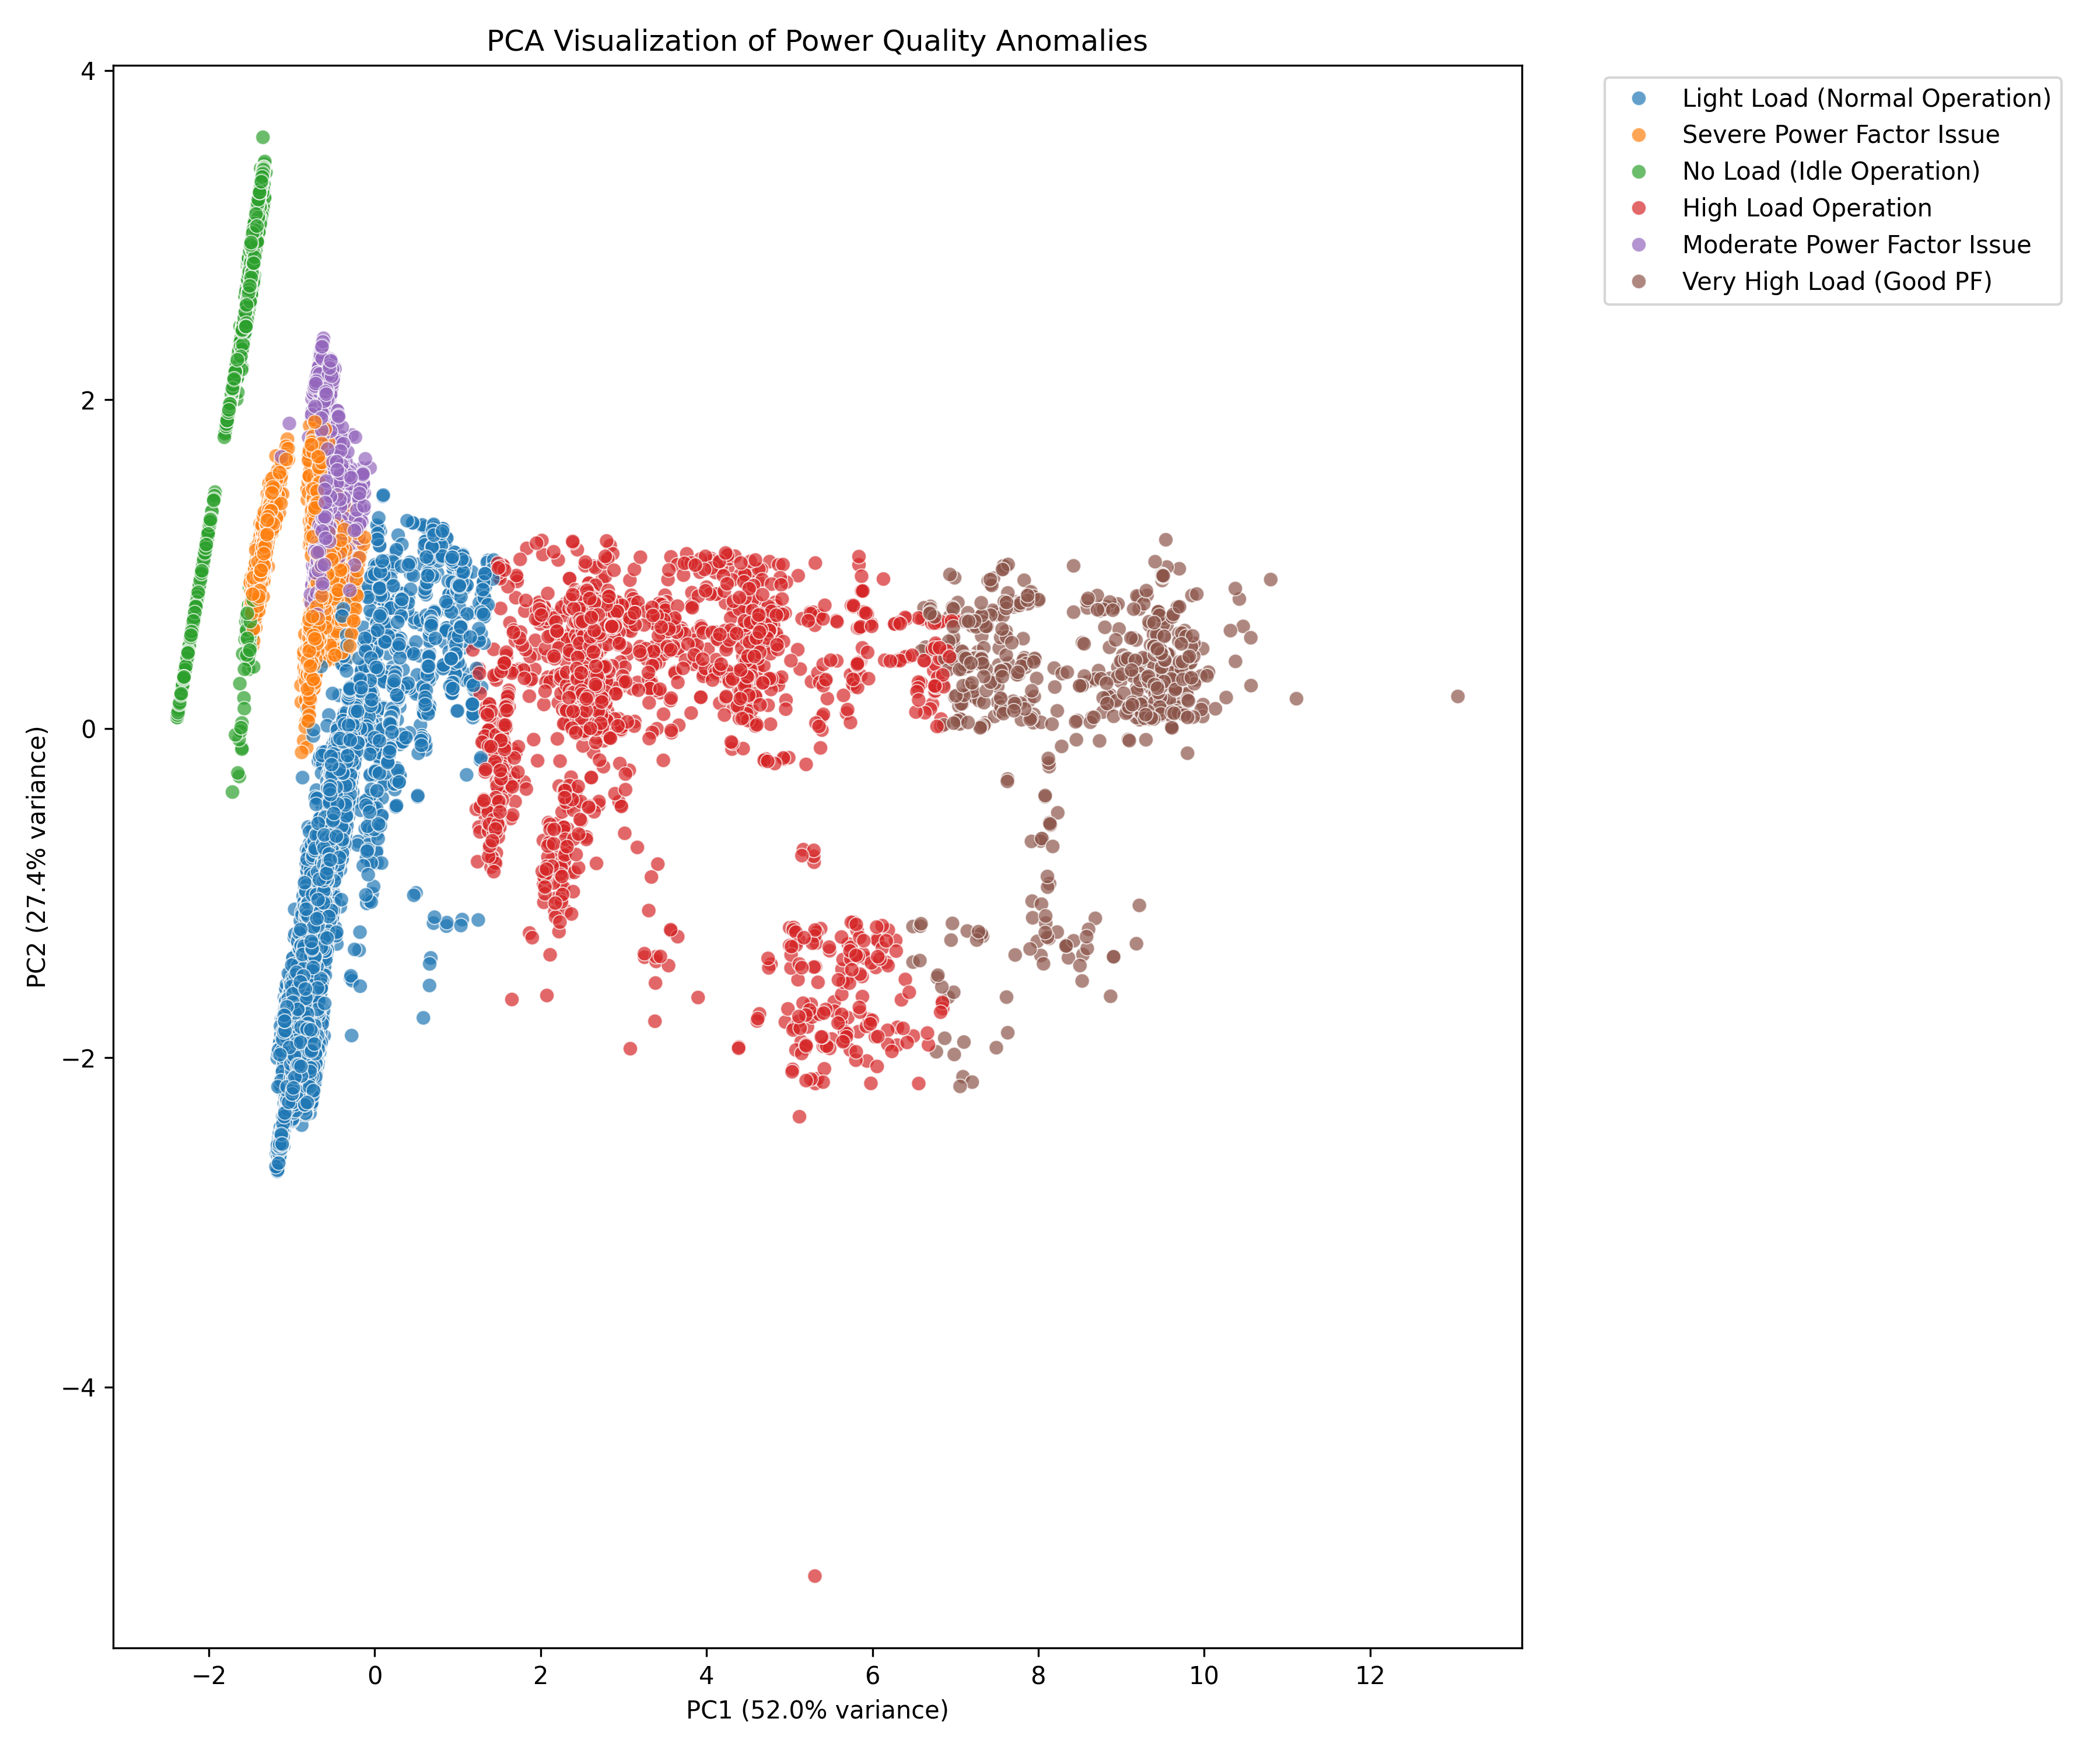 PCA Visualization of Power Quality Anomalies
4
2
0
−2
−4
PC2 (27.4% variance)
−2 0 2 4 6 8 10 12
PC1 (52.0% variance)
Light Load (Normal Operation)
Severe Power Factor Issue
No Load (Idle Operation)
High Load Operation
Moderate Power Factor Issue
Very High Load (Good PF)